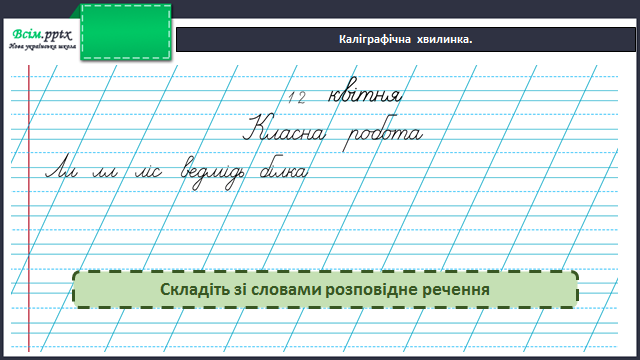 Всім.pptx
Нова українська школа
Каліграфічна хвилинка.
12 квітня
Класна робота
Лл лл ліс ведмідь білка
Складіть зі словами розповідне речення